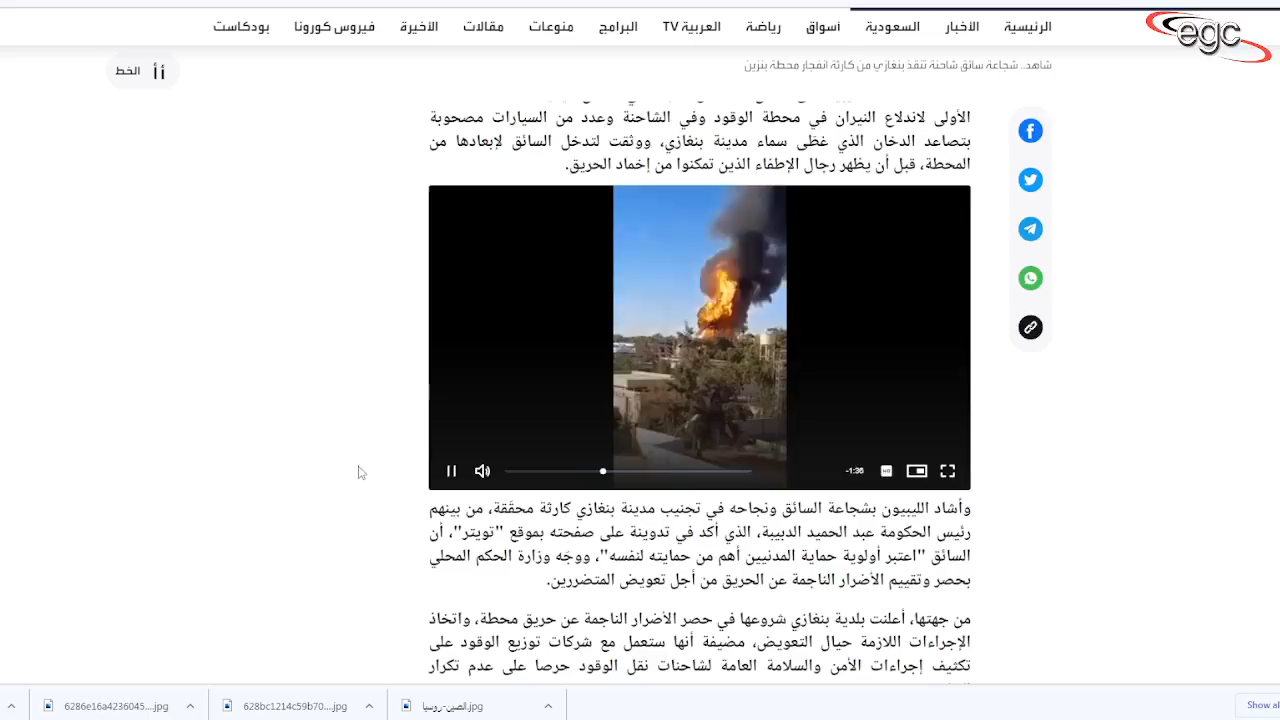 الرئيسية الأخبار السعودية أسواق رياضة العربية TV البرامج منوعات مقالات الأخيرة فيروس كورونا بودكاست
egc
شاهد.. شجاعة سائق شاحنة تنقذ بنغازي من كارثة انفجار محطة بنزين
أأ الخط
الأولى لاندلاع النيران في محطة الوقود وفي الشاحنة وعدد من السيارات مصحوبة
بتصاعد الدخان الذي غطى سماء مدينة بنغازي، ووثقت لتدخل السائق لإبعادها من
المحطة، قبل أن يظهر رجال الإطفاء الذين تمكنوا من إخماد الحريق.
-1:36
HD
وأشاد الليبيون بشجاعة السائق ونجاحه في تجنيب مدينة بنغازي كارثة محققة، من بينهم
رئيس الحكومة عبد الحميد الدبيبة، الذي أكد في تدوينة على صفحته بموقع "تويتر"، أن
السائق "اعتبر أولوية حماية المدنيين أهم من حمايته لنفسه"، ووجه وزارة الحكم المحلي
بحصر وتقييم الأضرار الناجمة عن الحريق من أجل تعويض المتضررين.
من جهتها، أعلنت بلدية بنغازي شروعها في حصر الأضرار الناجمة عن حريق محطة، واتخاذ
الإجراءات اللازمة حيال التعويض، مضيفة أنها ستعمل مع شركات توزيع الوقود على
تكثيف إجراءات الأمن والسلامة العامة لشاحنات نقل الوقود حرصا على عدم تكرار
6286e16a4236045....jpg
628bc1214c59b70....jpg
الصين-روسيا.jpg
Show al